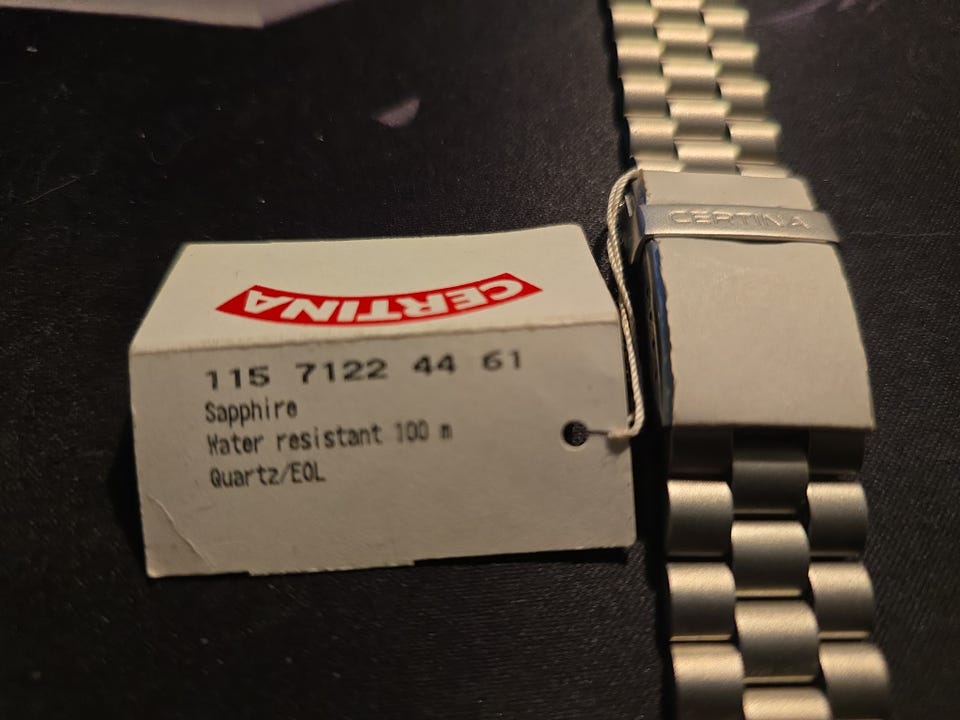 CERTINA
CERTINA
115 7122 44 61
Sapphire
Water resistant 100 m
Quartz/EOL